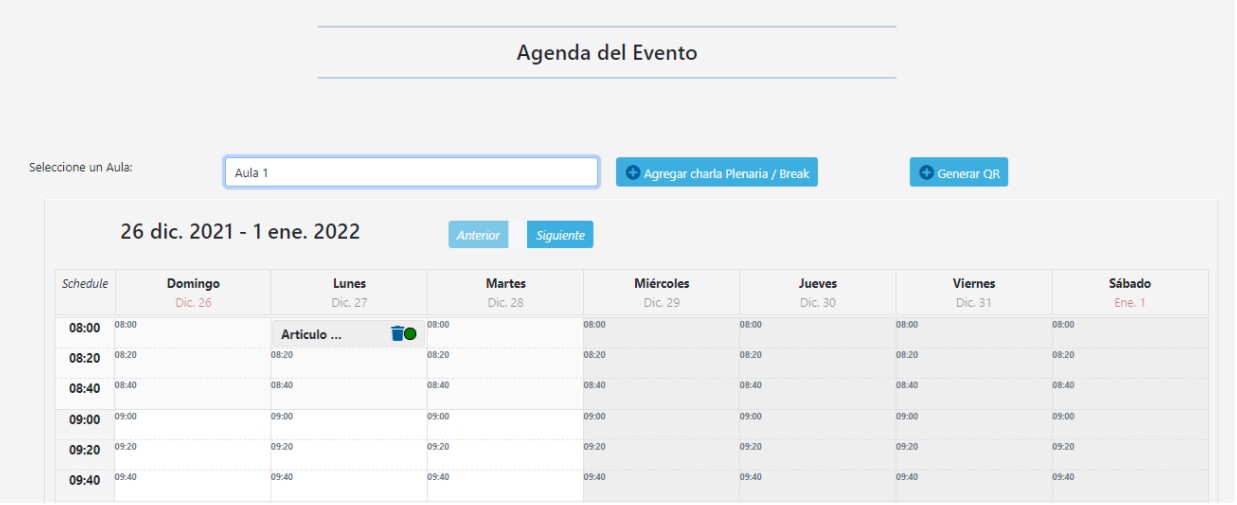 Agenda del Evento
Seleccione un Aula: Aula 1 Agregar charla Plenaria / Break Generar QR
26 dic. 2021 - 1 ene. 2022 Anterior Siguiente
Schedule Domingo Lunes Martes Miércoles Jueves Viernes Sábado
Dic. 26 Dic. 27 Dic. 28 Dic. 29 Dic. 30 Dic. 31 Ene. 1
08:00 08:00 Articulo ... 08:00 08:00 08:00 08:00 08:00
08:20 08:20 08:20 08:20 08:20 08:20 08:20 08:20
08:40 08:40 08:40 08:40 08:40 08:40 08:40 08:40
09:00 09:00 09:00 09:00 09:00 09:00 09:00 09:00
09:20 09:20 09:20 09:20 09:20 09:20 09:20 09:20
09:40 09:40 09:40 09:40 09:40 09:40 09:40 09:40